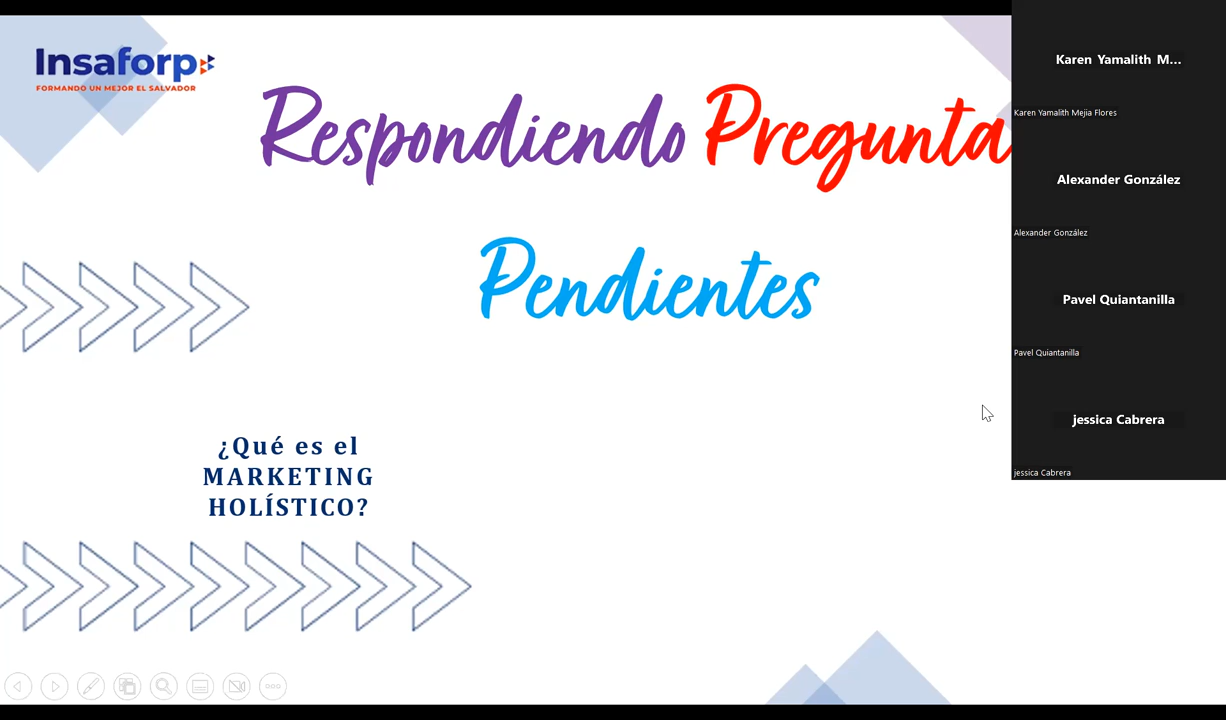 Insaforp
FORMANDO UN MEJOR EL SALVADOR
Respondiendo Pregunta
Pendientes
¿Qué es el
MARKETING
HOLÍSTICO?
Karen Yamalith M...
Karen Yamalith Mejia Flores
Alexander González
Alexander González
Pavel Quiantanilla
Pavel Quiantanilla
jessica Cabrera
jessica Cabrera